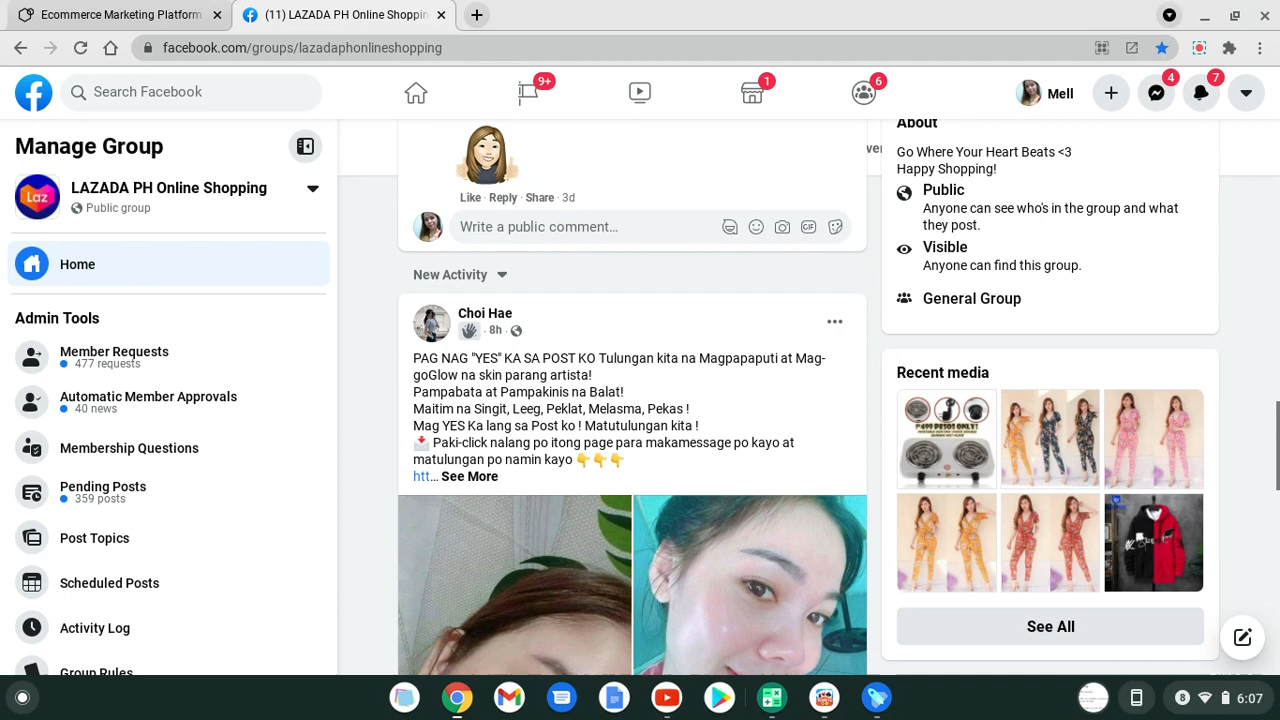 Ecommerce Marketing Platform
(11) LAZADA PH Online Shoppin
facebook.com/groups/lazadaphonlineshopping
Search Facebook
9+
1
6
Mell
4
7
Manage Group
LAZADA PH Online Shopping
Public group
Home
Admin Tools
Member Requests
477 requests
Automatic Member Approvals
40 news
Membership Questions
Pending Posts
359 posts
Post Topics
Scheduled Posts
Activity Log
Group Rules
Like · Reply · Share · 3d
Write a public comment…
GIF
New Activity
Choi Hae
· 8h ·
PAG NAG "YES" KA SA POST KO Tulungan kita na Magpapaputi at Mag-
goGlow na skin parang artista!
Pampabata at Pampakinis na Balat!
Maitim na Singit, Leeg, Peklat, Melasma, Pekas !
Mag YES Ka lang sa Post ko ! Matutulungan kita !
📩 Paki-click nalang po itong page para makamessage po kayo at
matulungan po namin kayo 👇👇👇
htt… See More
About
Go Where Your Heart Beats <3
Happy Shopping!
Public
Anyone can see who's in the group and what
they post.
Visible
Anyone can find this group.
General Group
Recent media
₱499 PESOS ONLY!
See All
8
6:07